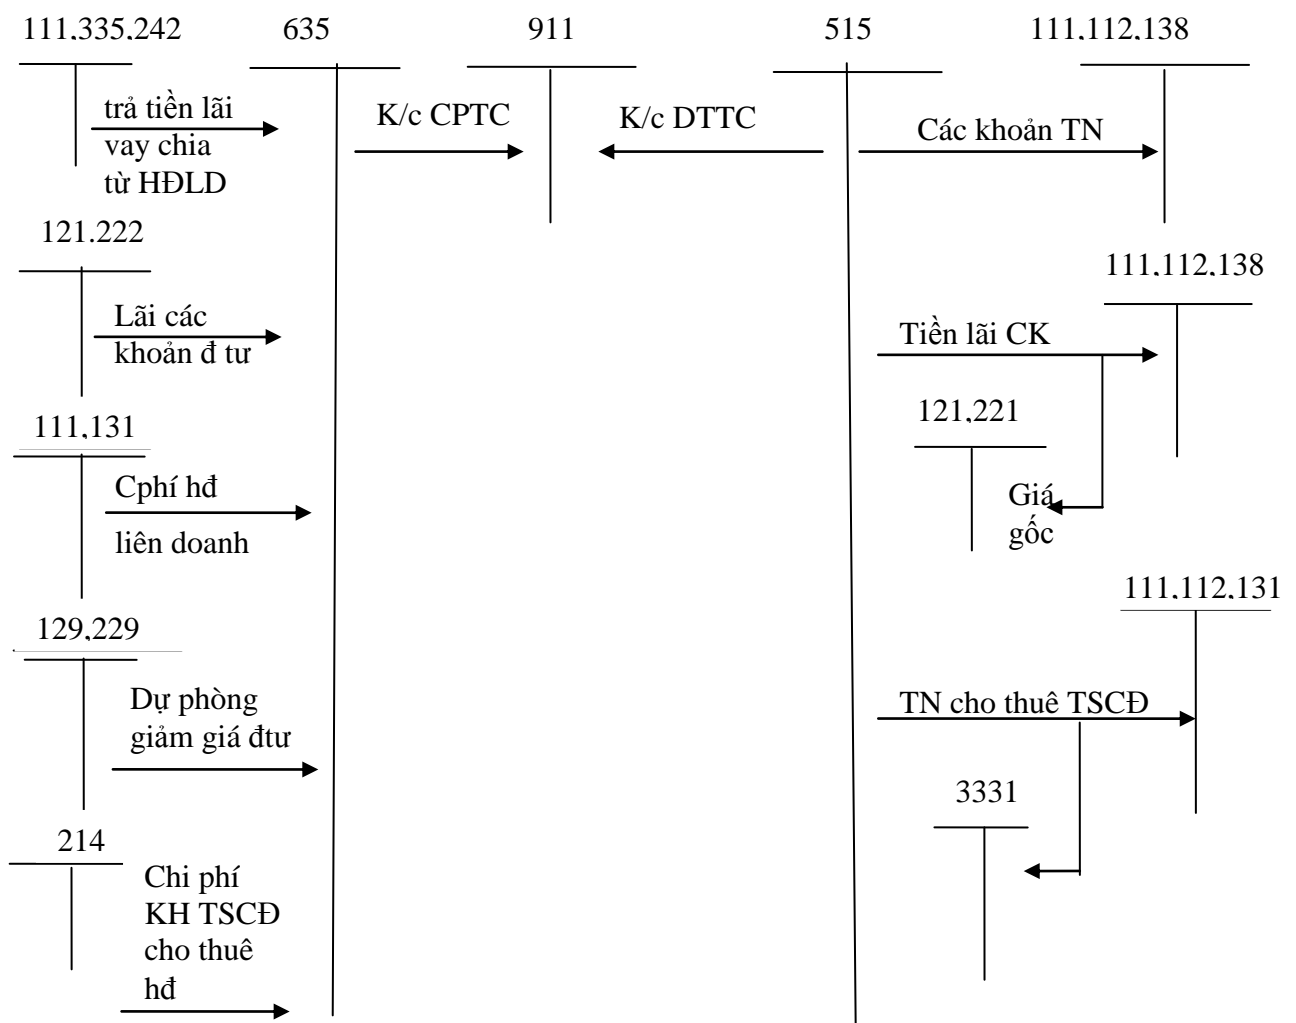 111,335,242
635
911
515
111,112,138
trả tiền lãi
vay chia
từ HĐLD
K/c CPTC
K/c DTTC
Các khoản TN
121.222
Lãi các
khoản đ tư
111,112,138
Tiền lãi CK
121,221
Giá
gốc
111,131
Cphí hđ
liên doanh
129,229
Dự phòng
giảm giá đtư
111,112,131
TN cho thuê TSCĐ
3331
214
Chi phí
KH TSCĐ
cho thuê
hđ